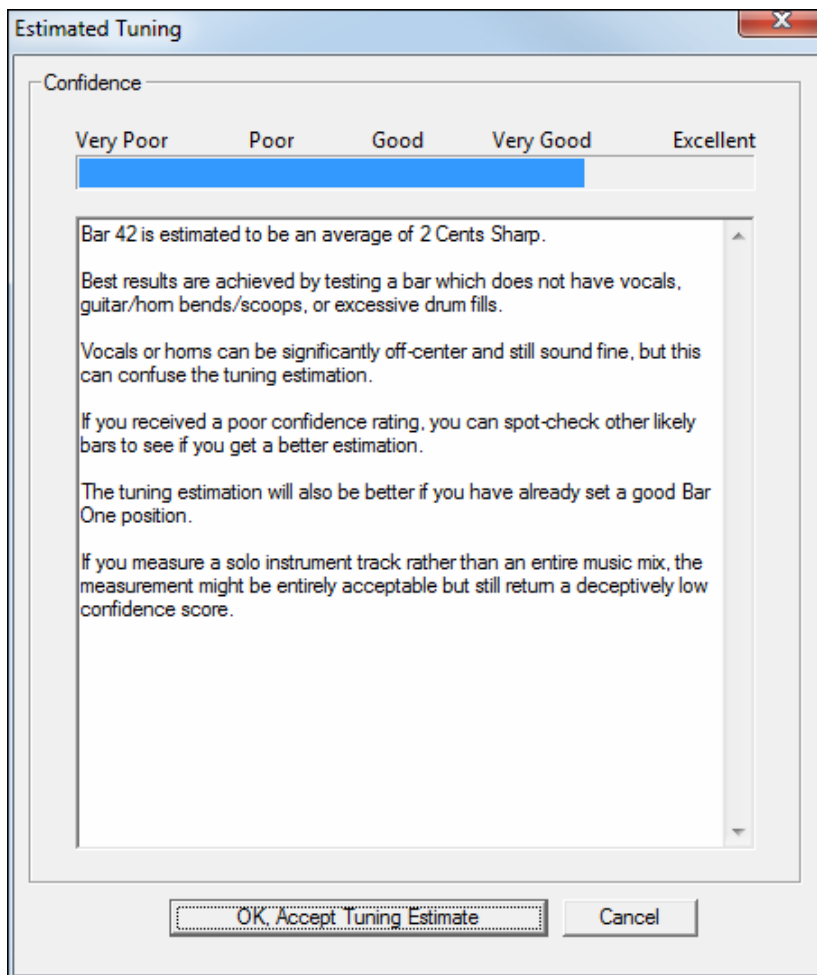 Estimated Tuning
Confidence
Very Poor Poor Good Very Good Excellent
Bar 42 is estimated to be an average of 2 Cents Sharp.
Best results are achieved by testing a bar which does not have vocals,
guitar/horn bends/scoops, or excessive drum fills.
Vocals or horns can be significantly off-center and still sound fine, but this
can confuse the tuning estimation.
If you received a poor confidence rating, you can spot-check other likely
bars to see if you get a better estimation.
The tuning estimation will also be better if you have already set a good Bar
One position.
If you measure a solo instrument track rather than an entire music mix, the
measurement might be entirely acceptable but still return a deceptively low
confidence score.
OK, Accept Tuning Estimate Cancel